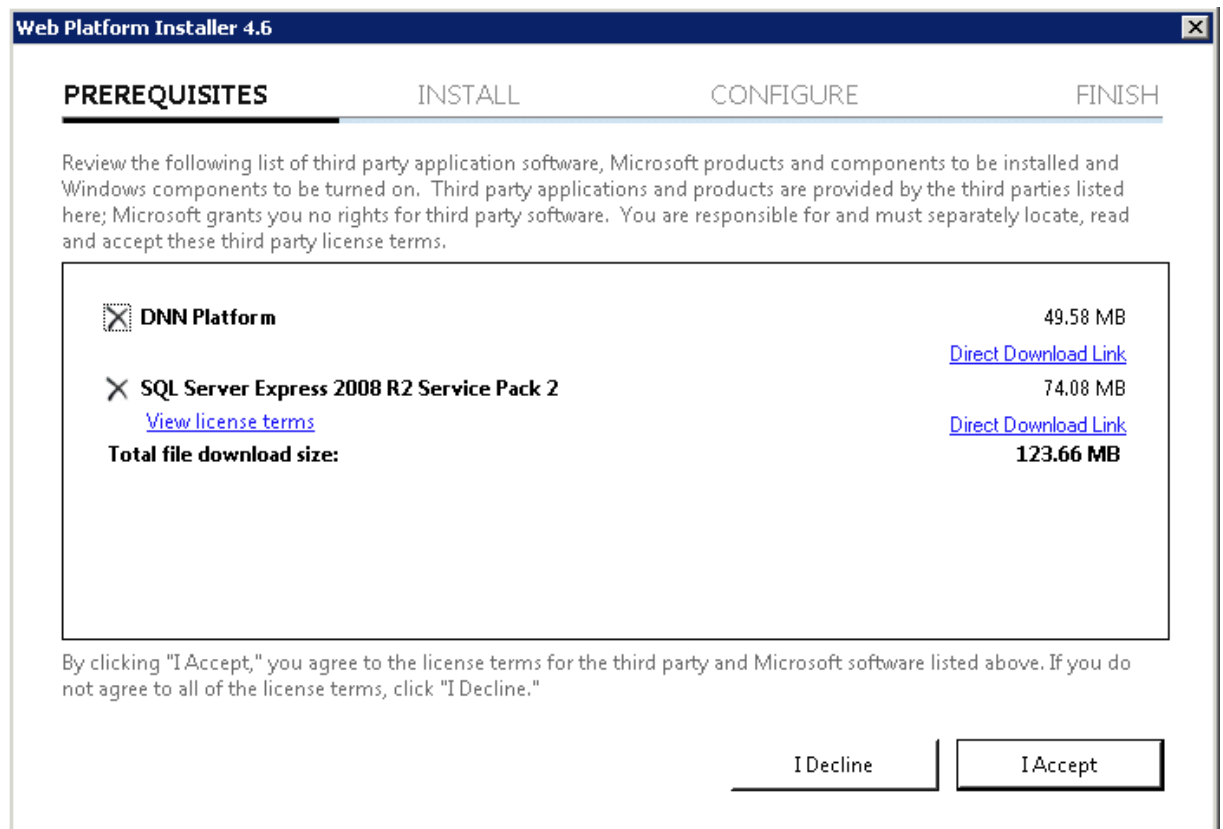 Web Platform Installer 4.6
PREREQUISITES INSTALL CONFIGURE FINISH
Review the following list of third party application software, Microsoft products and components to be installed and
Windows components to be turned on. Third party applications and products are provided by the third parties listed
here; Microsoft grants you no rights for third party software. You are responsible for and must separately locate, read
and accept these third party license terms.
DNN Platform 49.58 MB
Direct Download Link
SQL Server Express 2008 R2 Service Pack 2 74.08 MB
View license terms Direct Download Link
Total file download size: 123.66 MB
By clicking "I Accept," you agree to the license terms for the third party and Microsoft software listed above. If you do
not agree to all of the license terms, click "I Decline."
I Decline I Accept